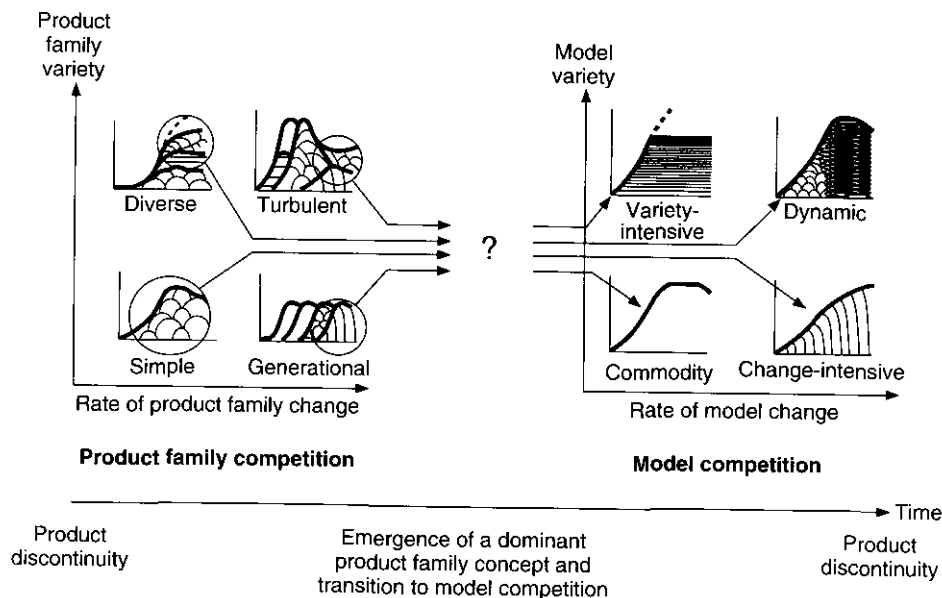 Product
family
variety
Diverse
Turbulent
Simple
Generational
Rate of product family change
Product family competition
?
Model
variety
Variety-
intensive
Dynamic
Commodity
Change-intensive
Rate of model change
Model competition
Time
Product
discontinuity
Emergence of a dominant
product family concept and
transition to model competition
Product
discontinuity